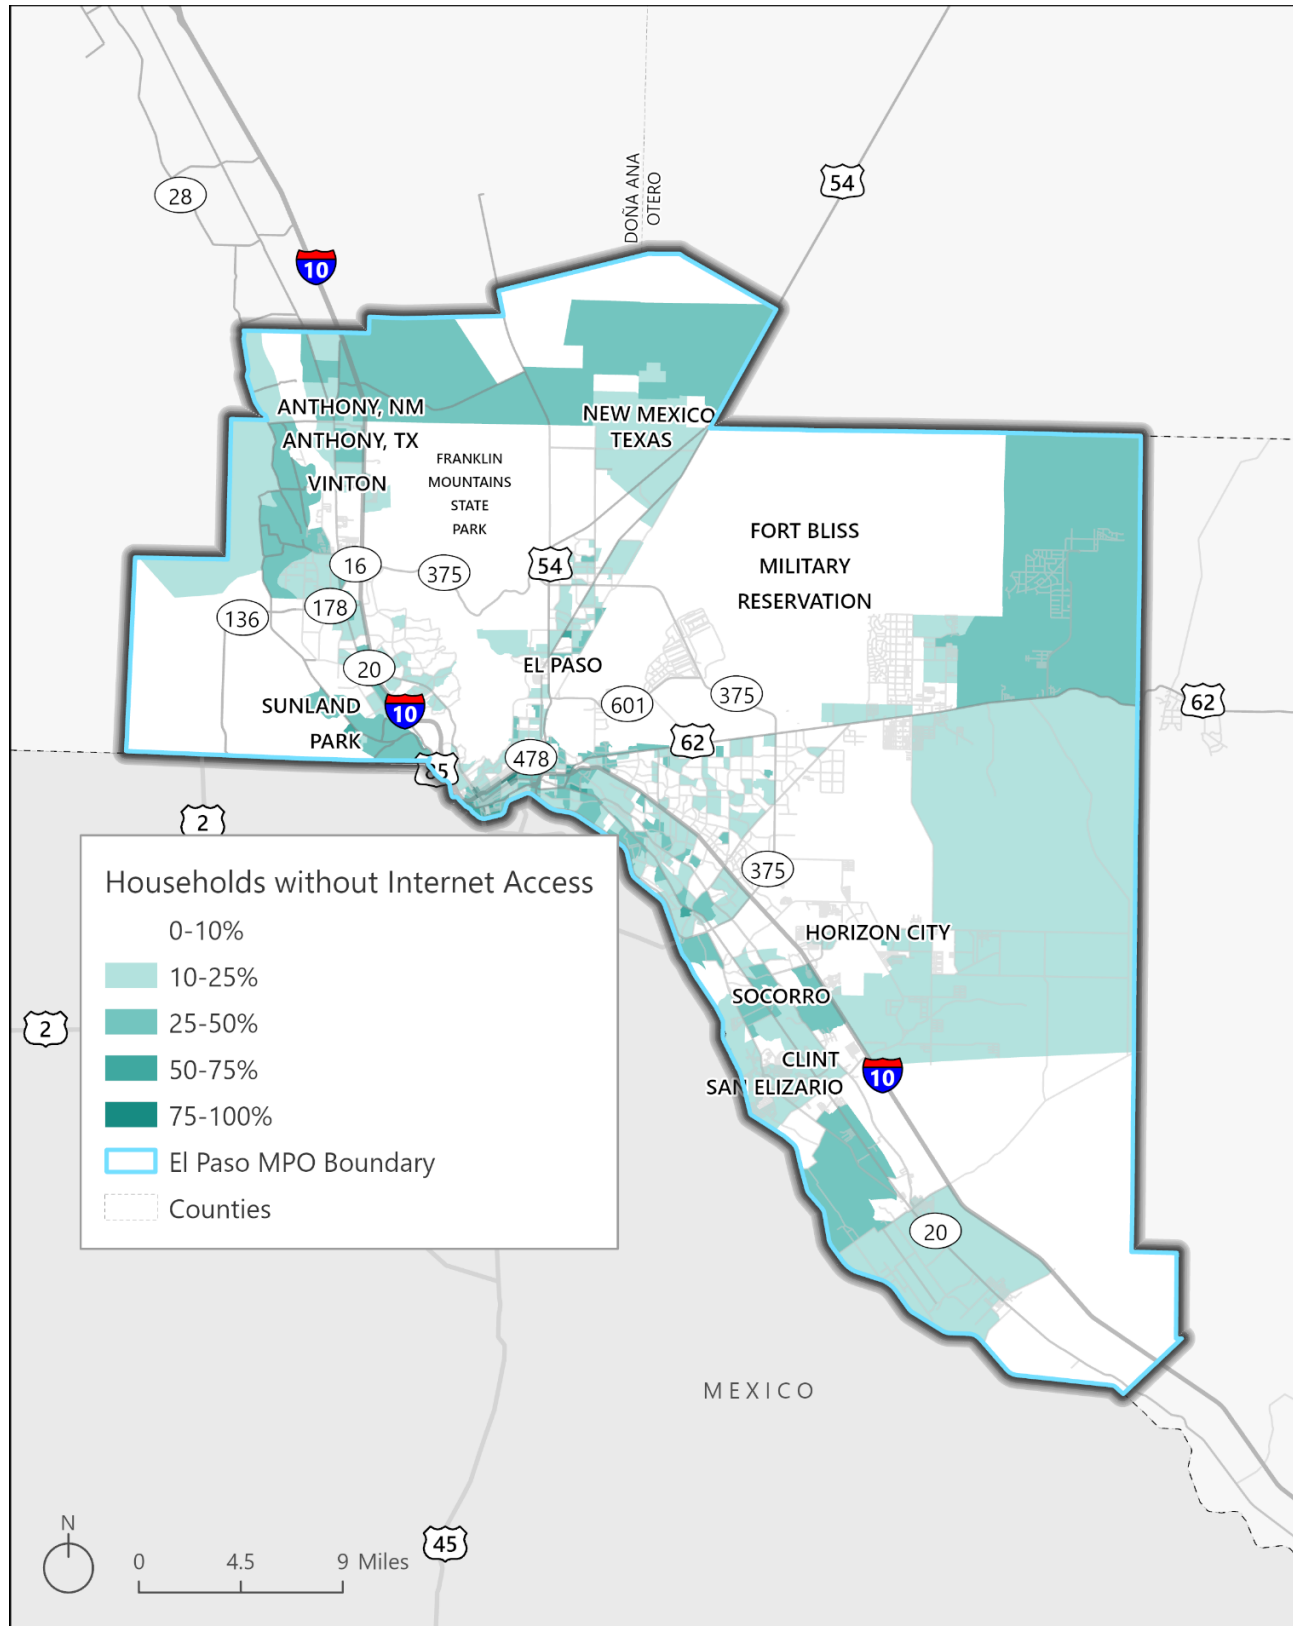 28
10
DOÑA ANA
OTERO
54
ANTHONY, NM
ANTHONY, TX
NEW MEXICO
TEXAS
VINTON
FRANKLIN
MOUNTAINS
STATE
PARK
FORT BLISS
MILITARY
RESERVATION
16
375
54
136
178
20
EL PASO
601
375
62
SUNLAND
PARK
10
62
478
85
2
375
Households without Internet Access
0-10%
10-25%
25-50%
50-75%
75-100%
El Paso MPO Boundary
Counties
HORIZON CITY
SOCORRO
2
CLINT
SAN ELIZARIO
10
20
MEXICO
45
N
0 4.5 9 Miles